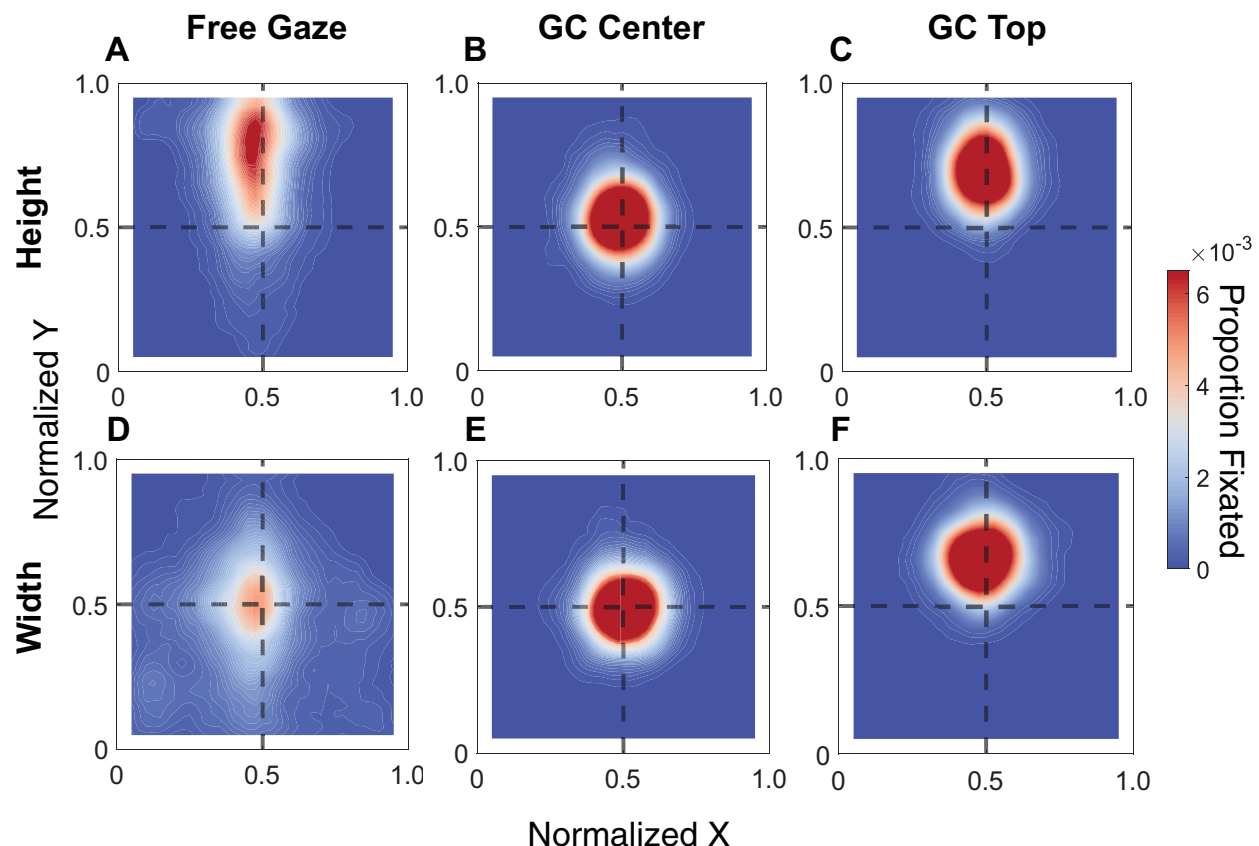 Free Gaze GC Center GC Top
A B C
1.0 1.0 1.0
0.5 0.5 0.5
0 0 0
0 0.5 1.0 0 0.5 1.0 0 0.5 1.0
Height
Normalized Y
D E F
1.0 1.0 1.0
0.5 0.5 0.5
0 0 0
0 0.5 1.0 0 0.5 1.0 0 0.5 1.0
Width
Normalized X
× 10⁻³
6
4
2
0
Proportion Fixated